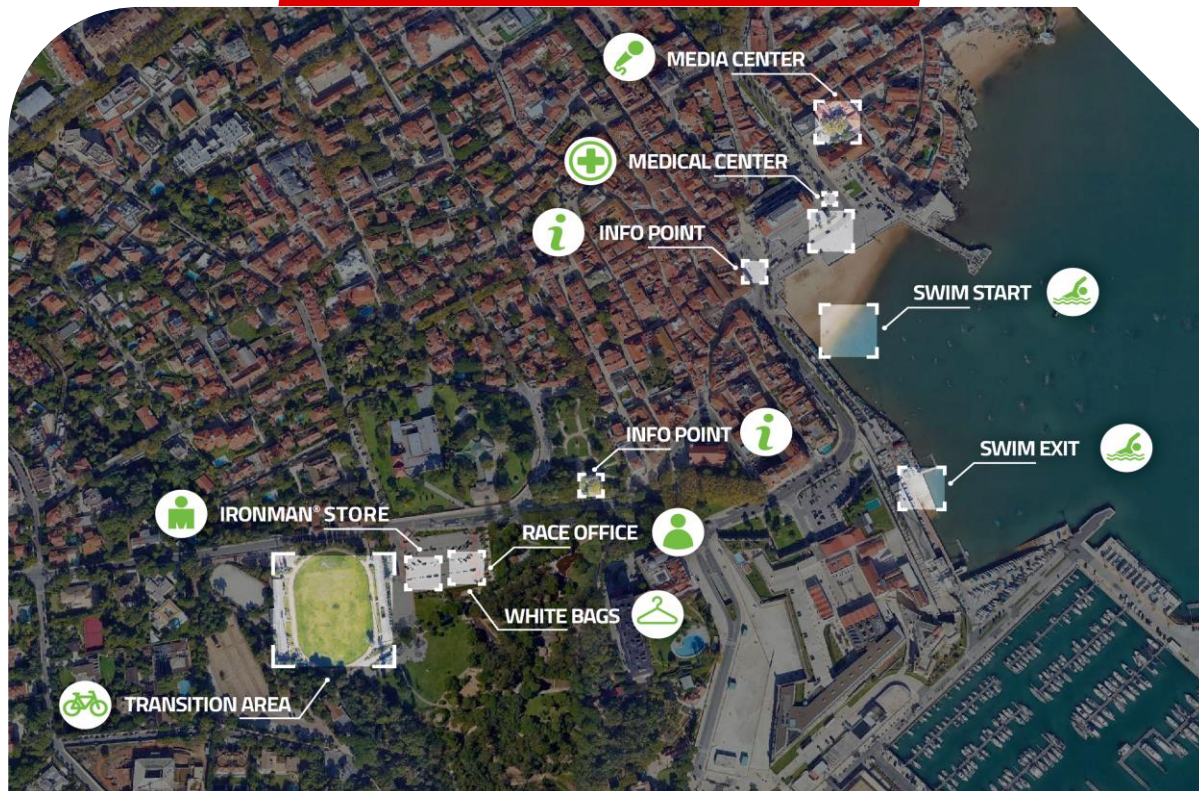 MEDIA CENTER
MEDICAL CENTER
INFO POINT
SWIM START
INFO POINT
SWIM EXIT
IRONMAN® STORE
RACE OFFICE
WHITE BAGS
TRANSITION AREA